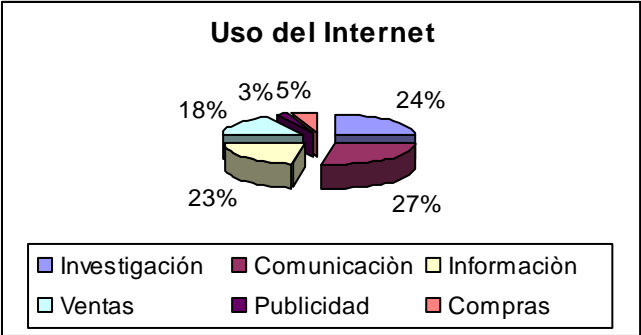 Uso del Internet
3% 5%
24%
18%
23%
27%
Investigación Comunicaciòn Informaciòn
Ventas Publicidad Compras